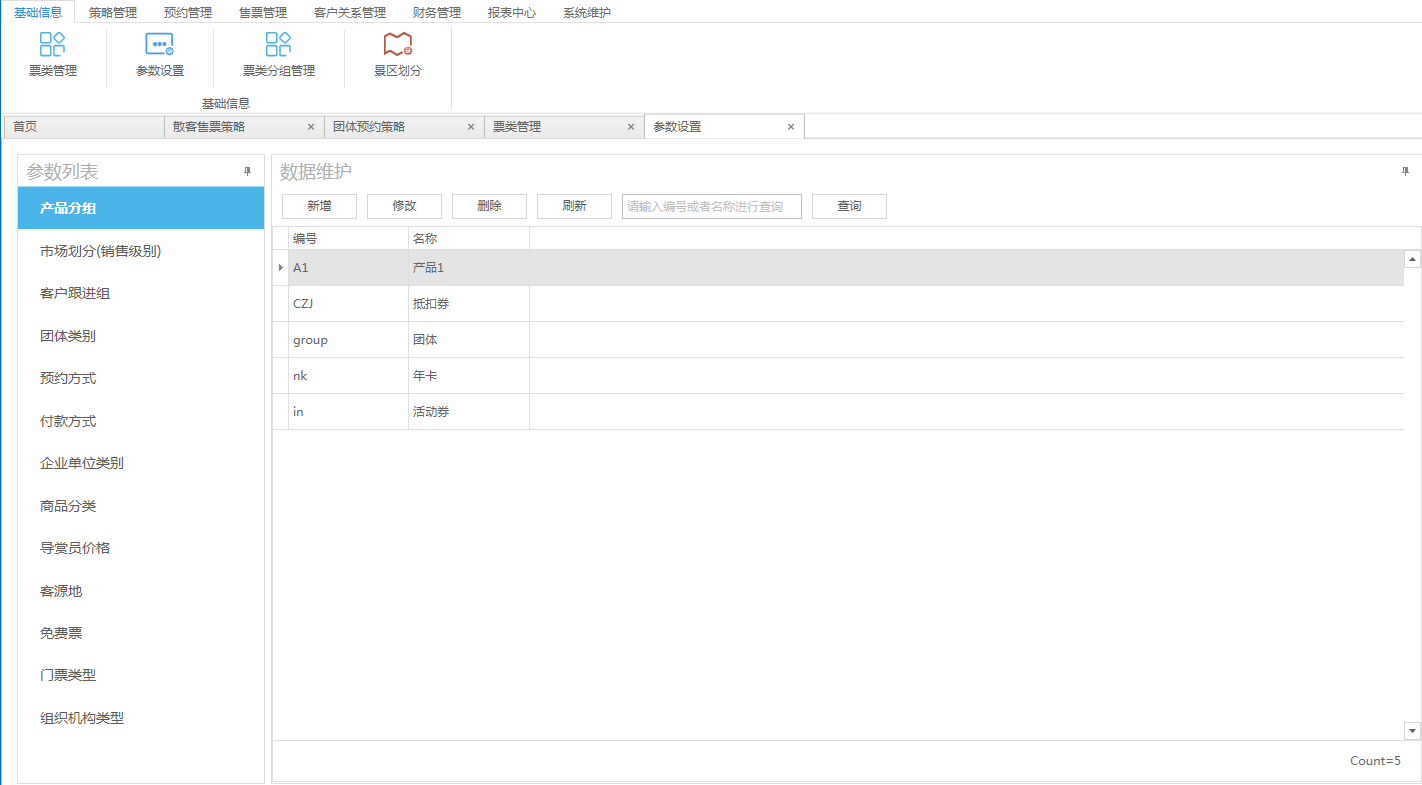 基础信息 策略管理 预约管理 售票管理 客户关系管理 财务管理 报表中心 系统维护
票类管理 参数设置 票类分组管理 景区划分
基础信息
首页 散客售票策略 × 团体预约策略 × 票类管理 × 参数设置 ×
参数列表
产品分组
市场划分(销售级别)
客户跟进组
团体类别
预约方式
付款方式
企业单位类别
商品分类
导赏员价格
客源地
免费票
门票类型
组织机构类型
数据维护
新增 修改 删除 刷新 请输入编号或者名称进行查询 查询
编号 名称
A1 产品1
CZJ 抵扣券
group 团体
nk 年卡
in 活动券
Count=5